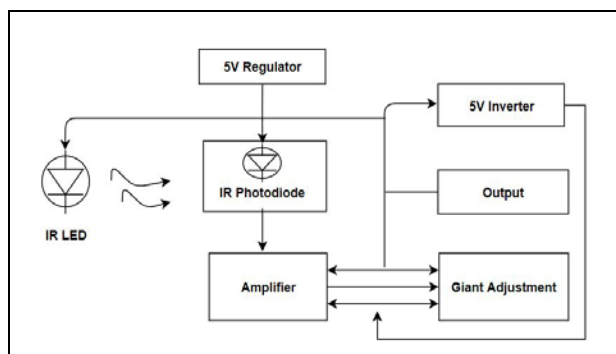 5V Regulator
5V Inverter
IR Photodiode
Output
IR LED
Amplifier
Giant Adjustment